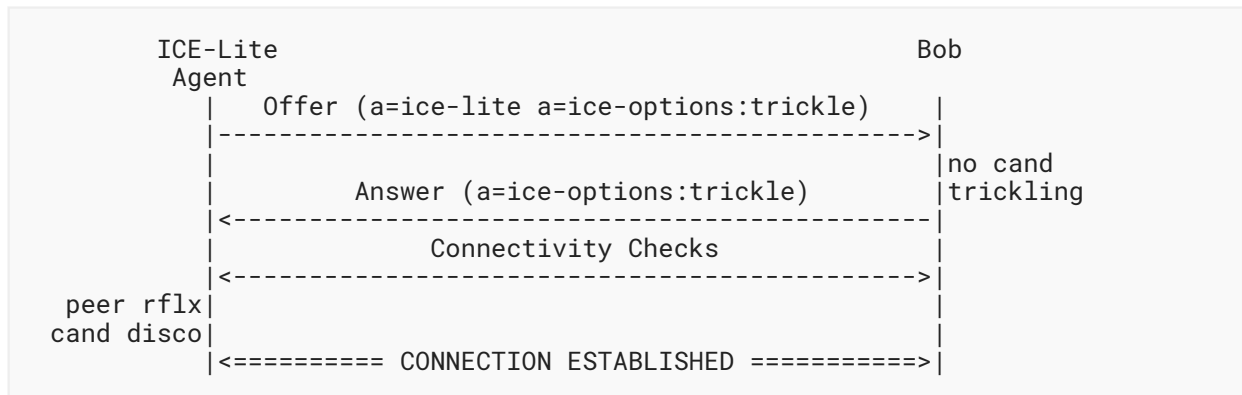 ICE-Lite Bob
Agent
| Offer (a=ice-lite a=ice-options:trickle) |
|---------------------------------------------->|
| |no cand
| Answer (a=ice-options:trickle) |trickling
|<----------------------------------------------|
| Connectivity Checks |
|<--------------------------------------------->|
peer rflx| |
cand disco| |
|<========== CONNECTION ESTABLISHED ===========>|